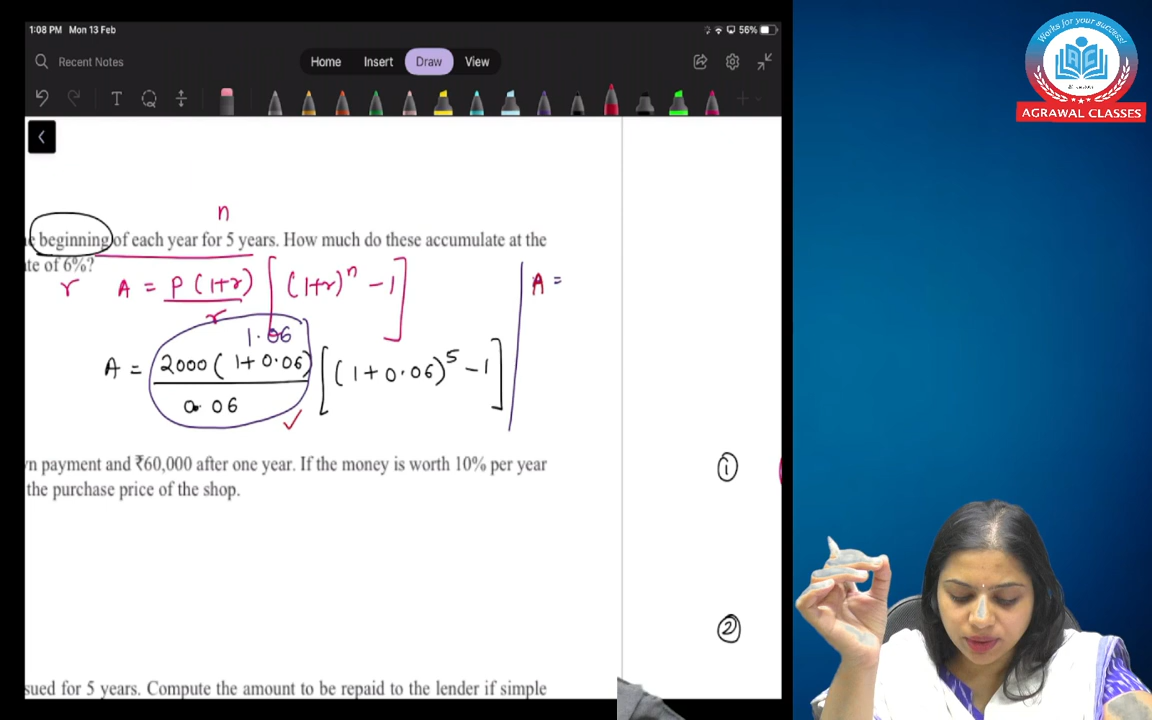 1:08 PM Mon 13 Feb
56%
Recent Notes
Home Insert Draw View
Works for your success!
AC
AGRAWAL CLASSES
n
beginning of each year for 5 years. How much do these accumulate at the
te of 6%?
r A = P (1+r) / r [(1+r)^n - 1]
A =
1.06
A = 2000 (1+0.06) / 0.06 [(1+0.06)^5 - 1]
✓
n payment and ₹60,000 after one year. If the money is worth 10% per year
the purchase price of the shop.
①
②
sued for 5 years. Compute the amount to be repaid to the lender if simple